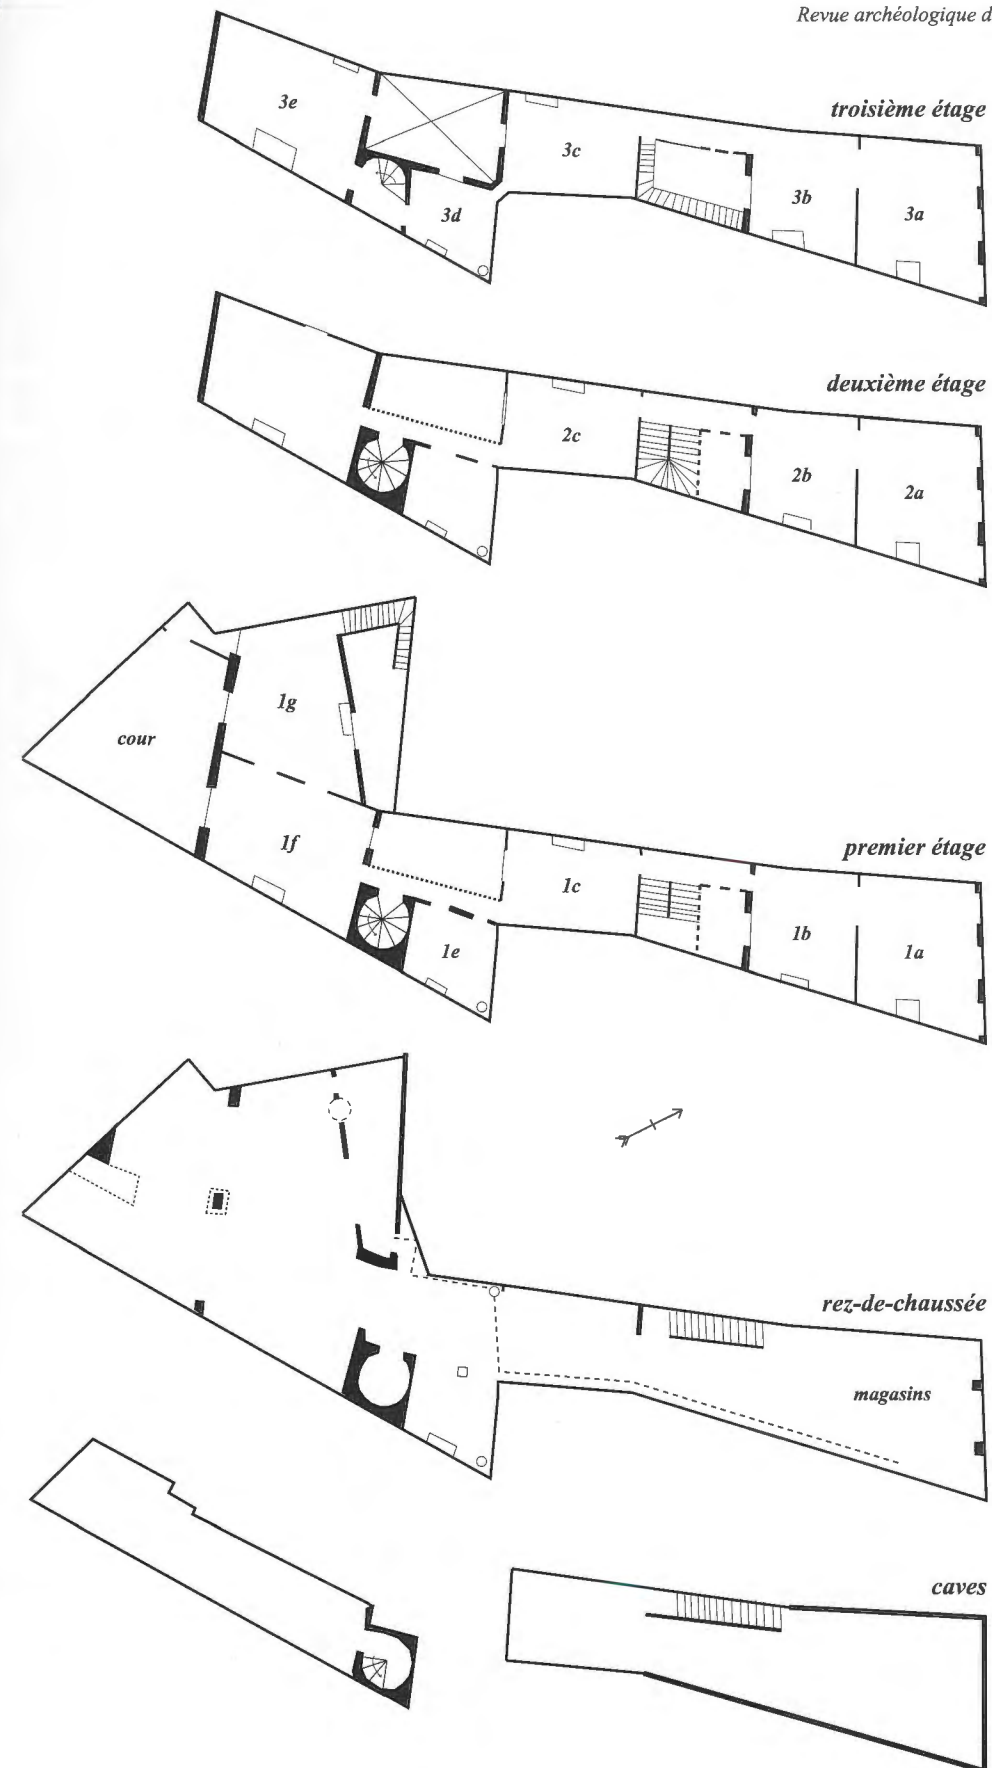 Revue archéologique d
troisième étage
3e
3c
3d
3b
3a
deuxième étage
2c
2b
2a
1g
cour
premier étage
1f
1c
1e
1b
1a
rez-de-chaussée
magasins
caves